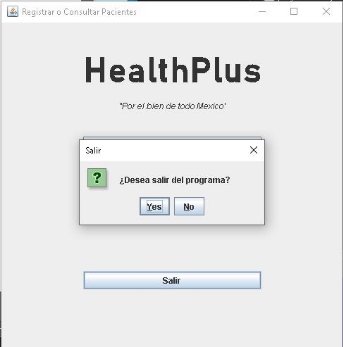 Registrar o Consultar Pacientes
HealthPlus
"Por el bien de todo Mexico"
Salir
?
¿Desea salir del programa?
Yes
No
Salir